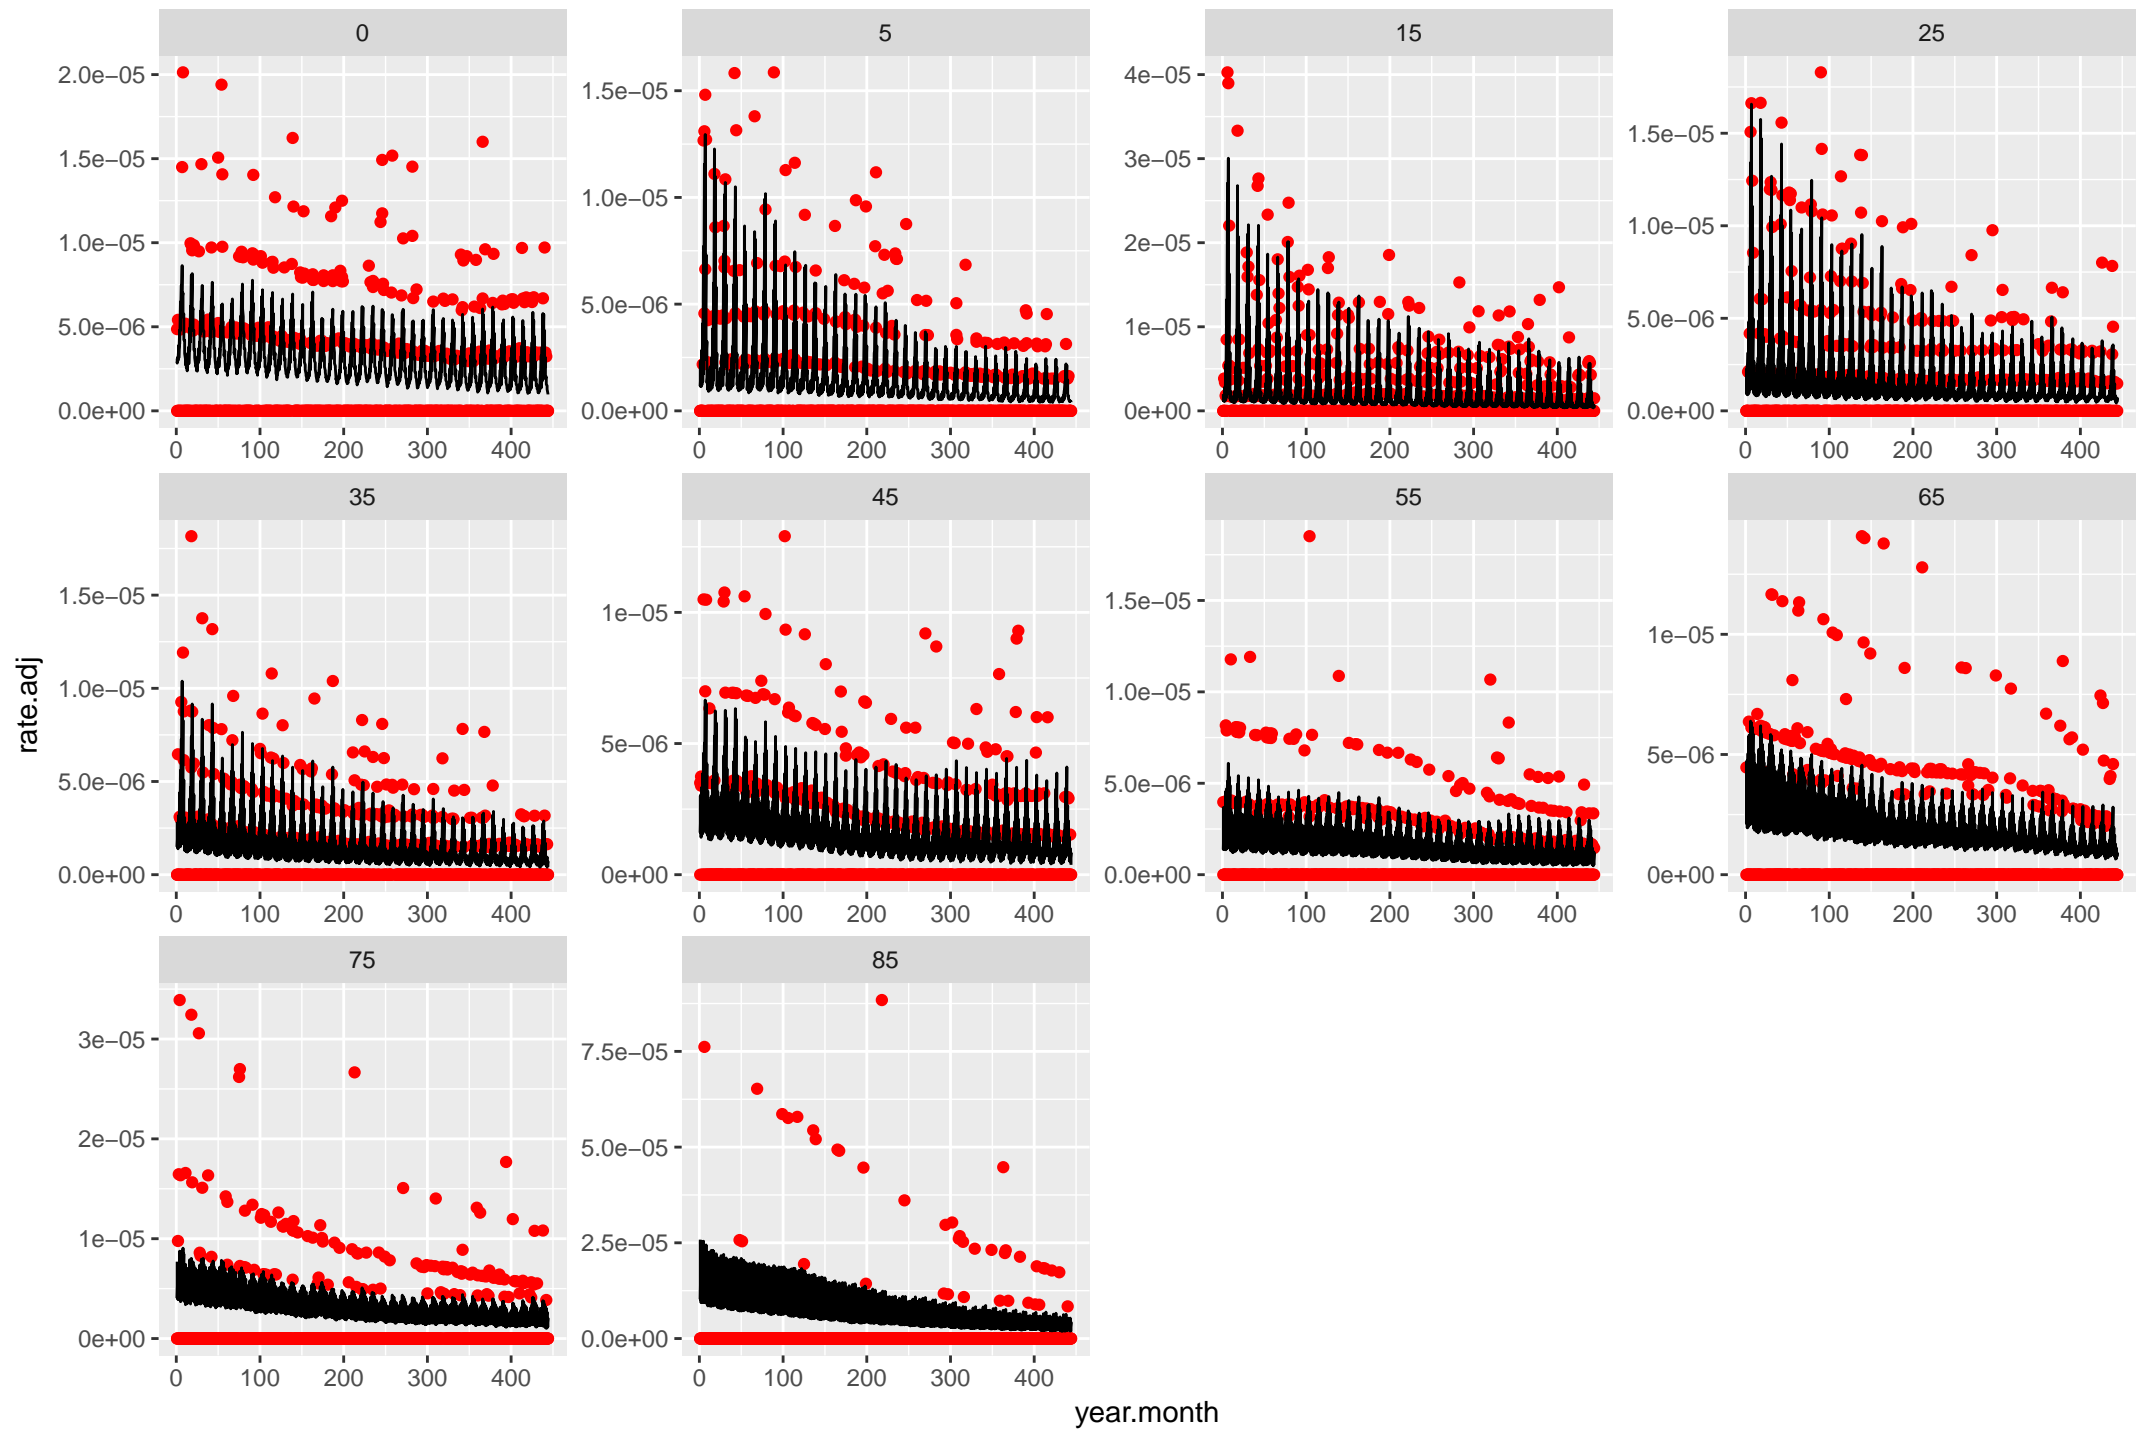 0 5 15 25
2.0e−05 1.5e−05 4e−05 1.5e−05
1.5e−05 1.0e−05 3e−05 1.0e−05
1.0e−05 5.0e−06 2e−05 5.0e−06
5.0e−06 0.0e+00 1e−05 0.0e+00
0.0e+00 0e+00
0 100 200 300 400 0 100 200 300 400 0 100 200 300 400 0 100 200 300 400
35 45 55 65
1.5e−05 1e−05 1.5e−05 1e−05
1.0e−05 5e−06 1.0e−05 5e−06
5.0e−06 0e+00 5.0e−06 0e+00
0.0e+00 0.0e+00
0 100 200 300 400 0 100 200 300 400 0 100 200 300 400 0 100 200 300 400
rate.adj
75 85
3e−05 7.5e−05
2e−05 5.0e−05
1e−05 2.5e−05
0e+00 0.0e+00
0 100 200 300 400 0 100 200 300 400
year.month